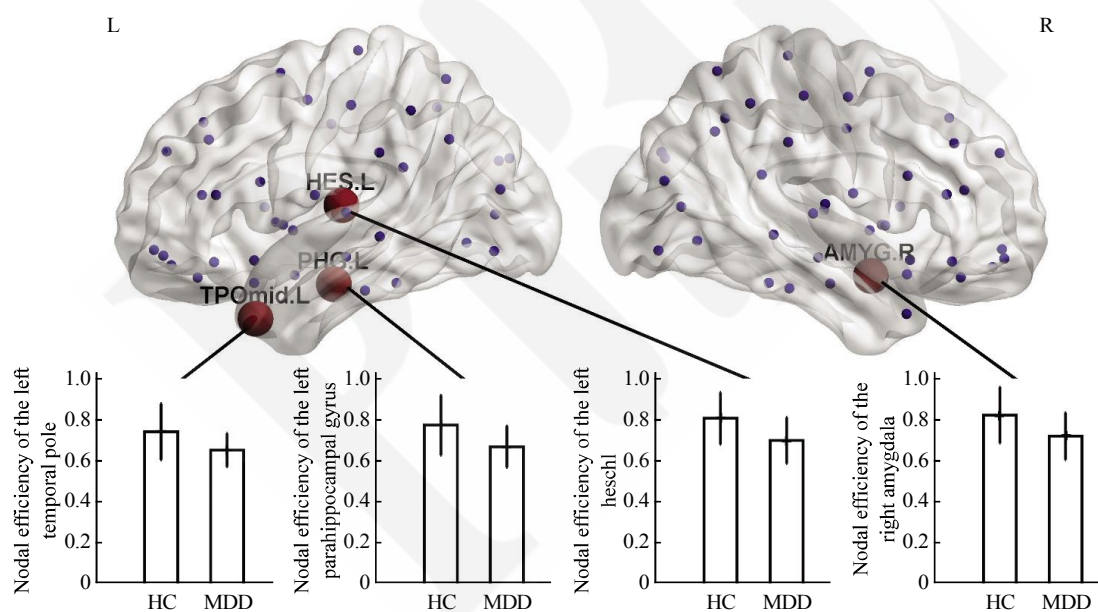 L
R
HES.L
PHG.L
TPOmid.L
AMYG.R
Nodal efficiency of the left
temporal pole
1.0
0.8
0.6
0.4
0.2
0
HC
MDD
Nodal efficiency of the left
parahippocampal gyrus
1.0
0.8
0.6
0.4
0.2
0
HC
MDD
Nodal efficiency of the left
heschl
1.0
0.8
0.6
0.4
0.2
0
HC
MDD
Nodal efficiency of the
right amygdala
1.0
0.8
0.6
0.4
0.2
0
HC
MDD